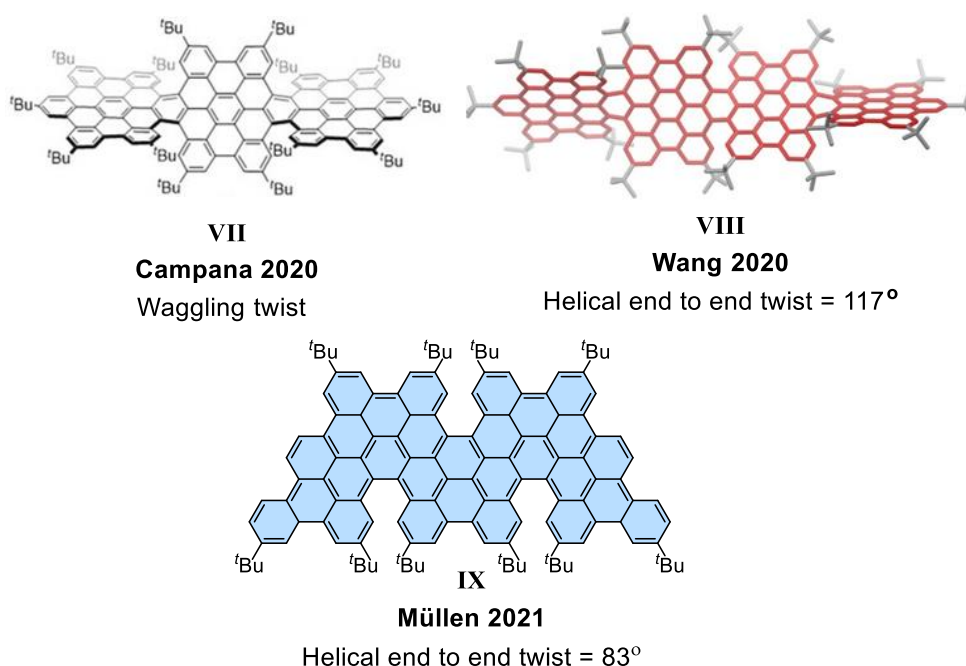 ᵗBu ᵗBu
ᵗBu ᵗBu ᵗBu ᵗBu
ᵗBu ᵗBu
ᵗBu ᵗBu ᵗBu ᵗBu
ᵗBu ᵗBu
VII
Campana 2020
Waggling twist
VIII
Wang 2020
Helical end to end twist = 117°
ᵗBu ᵗBu ᵗBu ᵗBu
ᵗBu ᵗBu ᵗBu ᵗBu ᵗBu ᵗBu
IX
Müllen 2021
Helical end to end twist = 83°